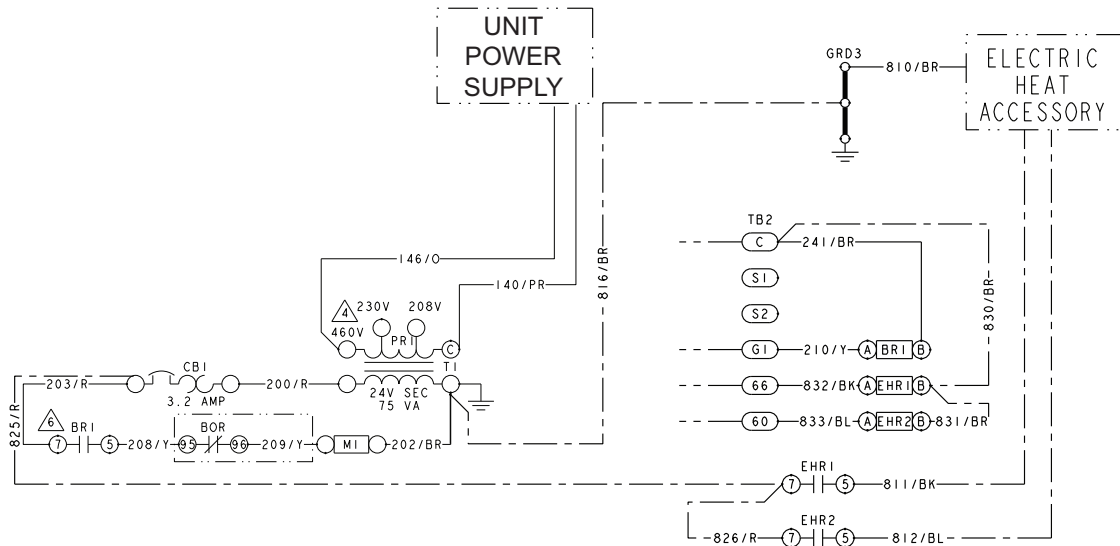 UNIT
POWER
SUPPLY
GRD3
810/BR
ELECTRIC
HEAT
ACCESSORY
TB2
C
241/BR
S1
S2
830/BR
816/BR
146/O
140/PR
4
230V
208V
460V
PR1
C
G1
210/Y
A
BR1
B
T1
CB1
203/R
200/R
3.2 AMP
24V SEC
75 VA
66
832/BK
A
EHR1
B
60
833/BL
A
EHR2
B
831/BR
825/R
6
BR1
BOR
7
5
208/Y
95
96
209/Y
M1
202/BR
EHR1
7
5
811/BK
EHR2
826/R
7
5
812/BL